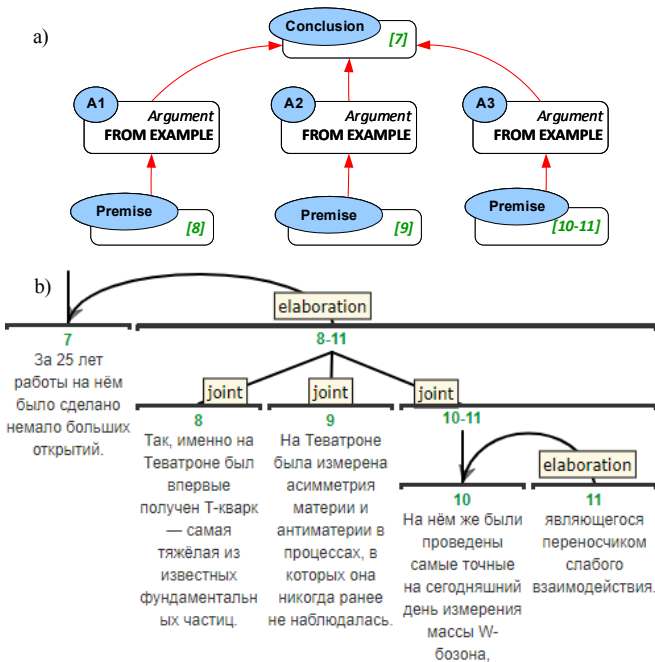 a)
Conclusion
[7]
A1
Argument
FROM EXAMPLE
A2
Argument
FROM EXAMPLE
A3
Argument
FROM EXAMPLE
Premise
[8]
Premise
[9]
Premise
[10-11]
b)
elaboration
7
За 25 лет
работы на нём
было сделано
немало больших
открытий.
8-11
joint
joint
joint
8
Так, именно на
Теватроне был
впервые
получен Т-кварк
— самая
тяжёлая из
известных
фундаментальн
ых частиц.
9
На Теватроне
была измерена
асимметрия
материи и
антиматерии в
процессах, в
которых она
никогда ранее
не наблюдалась.
10-11
elaboration
10
На нём же были
проведены
самые точные
на сегодняшний
день измерения
массы W-
бозона,
11
являющегося
переносчиком
слабого
взаимодействия.